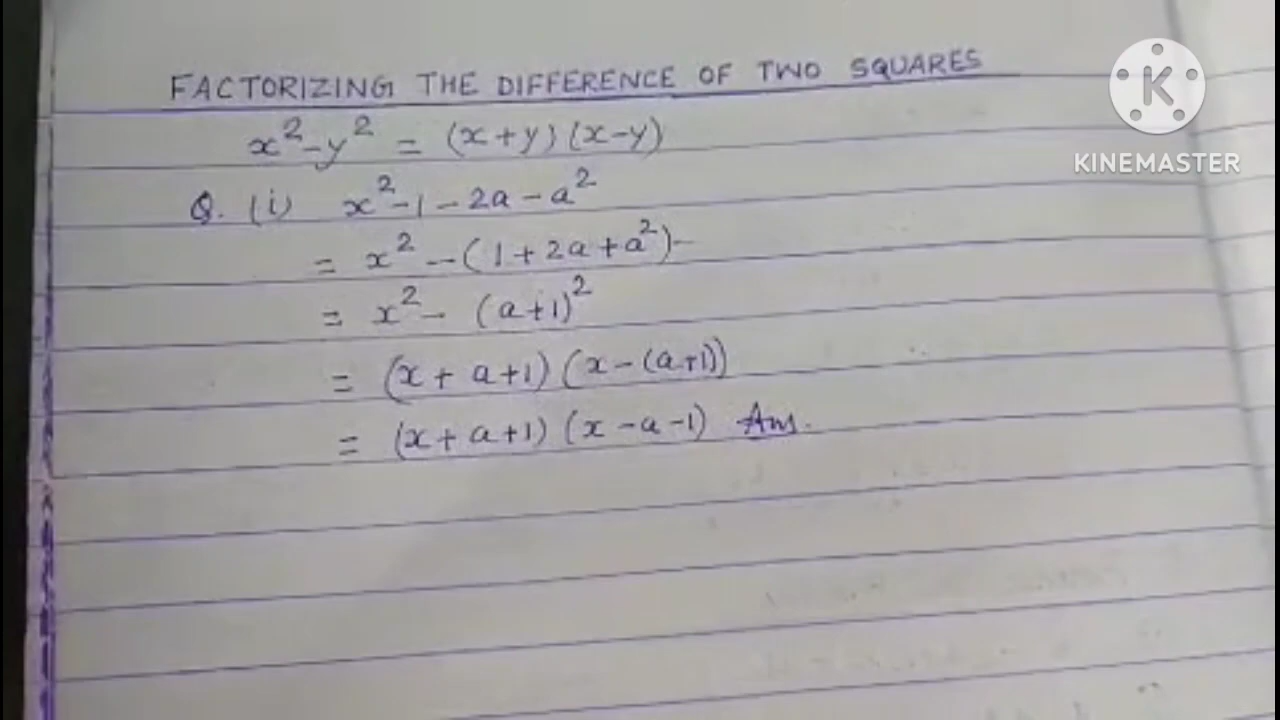 FACTORIZING THE DIFFERENCE OF TWO SQUARES
x² - y² = (x+y) (x-y)
Q. (i) x² - 1 - 2a - a²
= x² - (1 + 2a + a²) -
= x² - (a+1)²
= (x + a+1) (x - (a+1))
= (x + a+1) (x - a - 1) Ans.
K
KINEMASTER